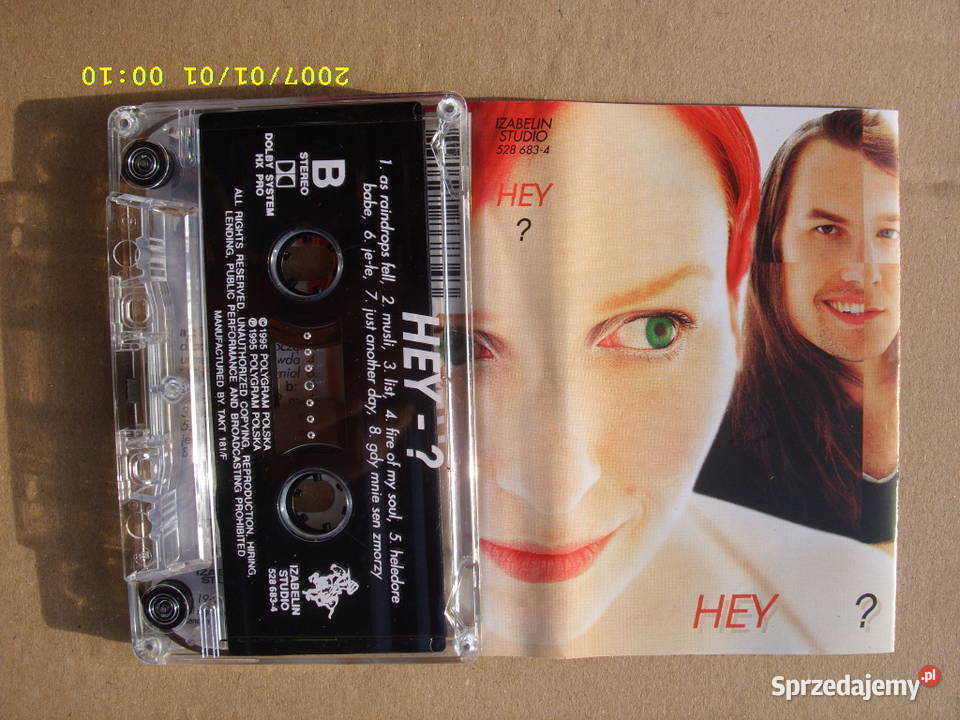 2007/01/01 00:10
HEY - ?
1. as raindrops fell, 2. musli, 3. list, 4. fire of my soul, 5. heledore
babe, 6. je-łe, 7. just another day, 8. gdy mnie sen zmorzy
B
STEREO
DOLBY SYSTEM
HX PRO
IZABELIN
STUDIO
528 683-4
℗1995 POLYGRAM POLSKA
©1995 POLYGRAM POLSKA
ALL RIGHTS RESERVED. UNAUTHORIZED COPYING, REPRODUCTION, HIRING,
LENDING, PUBLIC PERFORMANCE AND BROADCASTING PROHIBITED
MANUFACTURED BY TAKT 181/F
IZABELIN
STUDIO
528 683-4
HEY
?
HEY ?
Sprzedajemy.pl